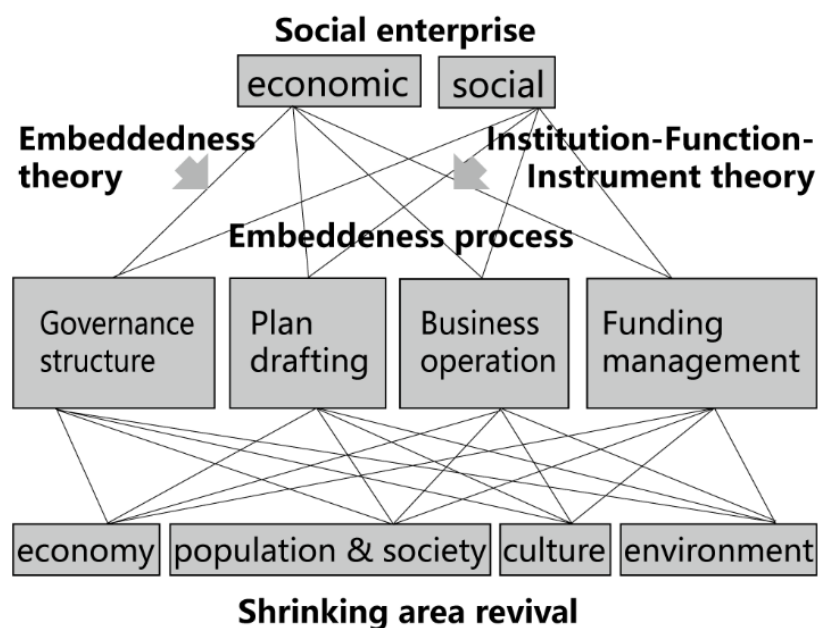 Social enterprise
economic
social
Embeddedness
theory
Institution-Function-
Instrument theory
Embeddeness process
Governance
structure
Plan
drafting
Business
operation
Funding
management
economy
population & society
culture
environment
Shrinking area revival